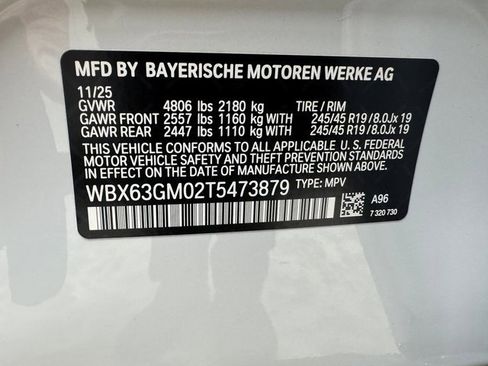 MFD BY BAYERISCHE MOTOREN WERKE AG
11/25
GVWR 4806 lbs 2180 kg TIRE / RIM
GAWR FRONT 2557 lbs 1160 kg WITH 245/45 R19 / 8.0Jx 19
GAWR REAR 2447 lbs 1110 kg WITH 245/45 R19 / 8.0Jx 19
THIS VEHICLE CONFORMS TO ALL APPLICABLE U. S. FEDERAL
MOTOR VEHICLE SAFETY AND THEFT PREVENTION STANDARDS IN
EFFECT ON THE DATE OF MANUFACTURE SHOWN ABOVE.
WBX63GM02T5473879 TYPE: MPV
A96
7 320 730